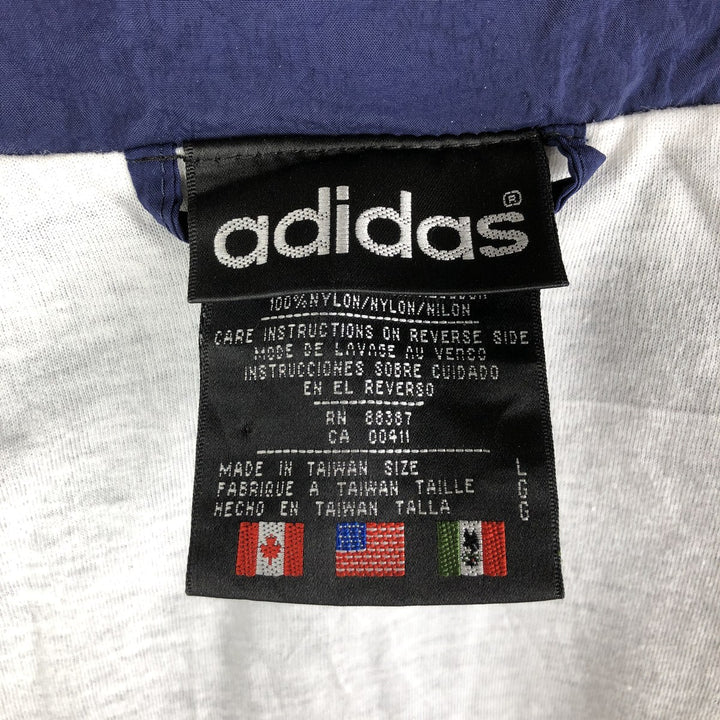 adidas®
100%NYLON/NYLON/NILON
CARE INSTRUCTIONS ON REVERSE SIDE
MODE DE LAVAGE AU VERSO
INSTRUCCIONES SOBRE CUIDADO
EN EL REVERSO
RN 88387
CA 00411
MADE IN TAIWAN SIZE L
FABRIQUE A TAIWAN TAILLE G
HECHO EN TAIWAN TALLA G